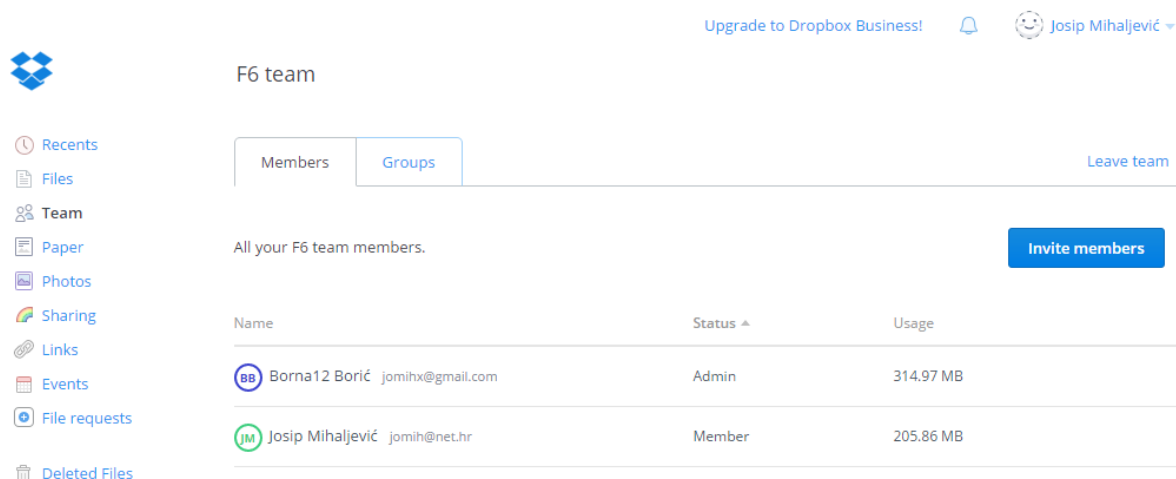 Upgrade to Dropbox Business!
Josip Mihaljević
F6 team
Recents
Files
Team
Paper
Photos
Sharing
Links
Events
File requests
Deleted Files
Members Groups Leave team
All your F6 team members. Invite members
Name Status Usage
BB Borna12 Borić jomihx@gmail.com Admin 314.97 MB
JM Josip Mihaljević jomih@net.hr Member 205.86 MB